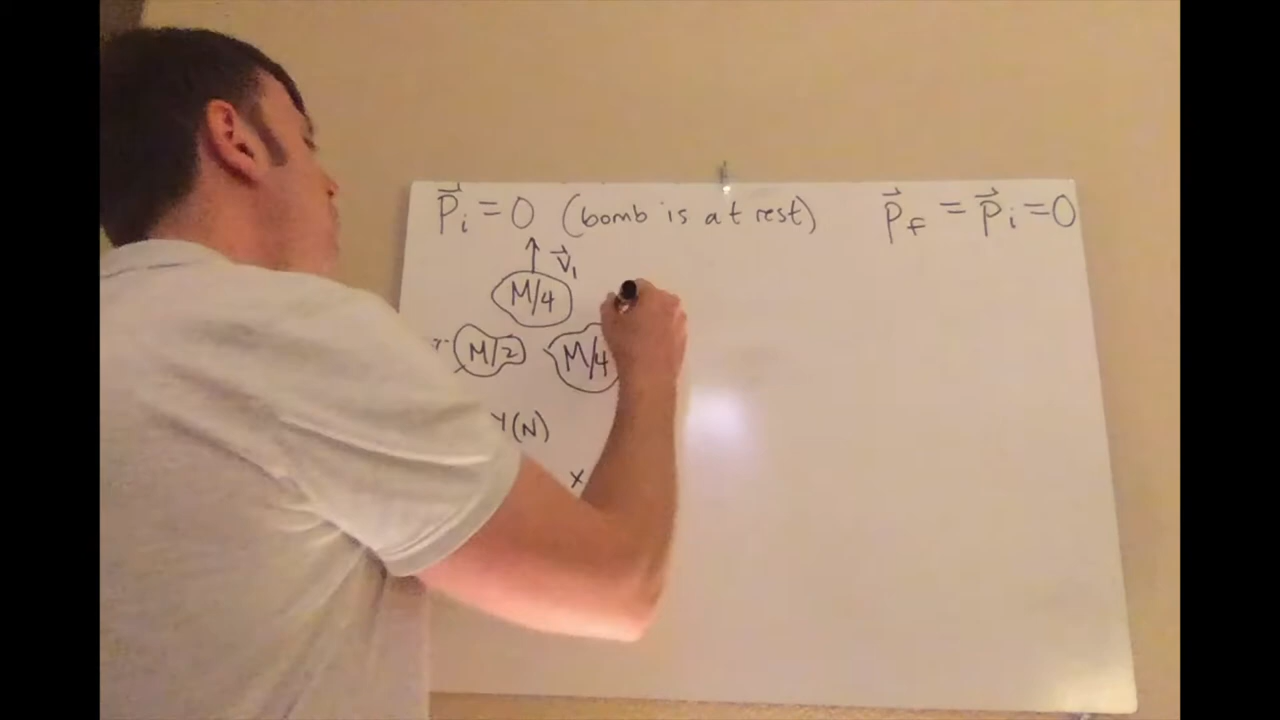 p⃗ᵢ = 0 (bomb is at rest) p⃗f = p⃗ᵢ = 0
v⃗₁
M/4
M/2 M/4
Y(N)
X